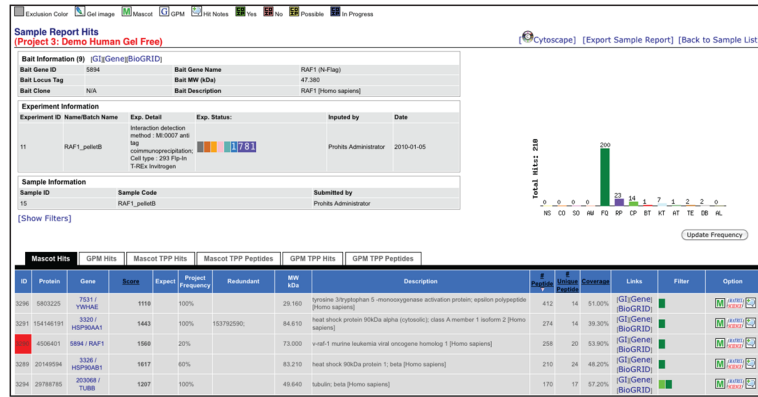 Exclusion Color Gel image M Mascot G GPM Hit Notes Yes No Possible In Progress
Sample Report Hits
(Project 3: Demo Human Gel Free)
[Cytoscape] [Export Sample Report] [Back to Sample List
Bait Information (9) [GI|Gene|BioGRID]
Bait Gene ID 5894 Bait Gene Name RAF1 (N-Flag)
Bait Locus Tag Bait MW (kDa) 47.380
Bait Clone N/A Bait Description RAF1 [Homo sapiens]
Experiment Information
Experiment ID Name/Batch Name Exp. Detail Exp. Status: Inputed by Date
11 RAF1_pelletB Interaction detection method : MI:0007 anti tag coimmunoprecipitation; Cell type : 293 Flp-In T-REx Invitrogen 1781 Prohits Administrator 2010-01-05
Sample Information
Sample ID Sample Code Submitted by
15 RAF1_pelletB Prohits Administrator
[Show Filters]
Total Hits: 218
0 0 0 0 200 23 14 1 7 1 2 2 0
NS CO SO AW FQ RP CP BT KT AT TE DB AL
Update Frequency
Mascot Hits GPM Hits Mascot TPP Hits Mascot TPP Peptides GPM TPP Hits GPM TPP Peptides
ID Protein Gene Score Expect Project Frequency Redundant MW kDa Description # Peptide # Unique Peptide Coverage Links Filter Option
3296 5803225 7531 / YWHAE 1110 100% 29.160 tyrosine 3/tryptophan 5 -monooxygenase activation protein; epsilon polypeptide [Homo sapiens] 412 14 51.00% [GI|Gene|BioGRID] M
3291 154146191 3320 / HSP90AA1 1443 100% 153792590; 84.610 heat shock protein 90kDa alpha (cytosolic); class A member 1 isoform 2 [Homo sapiens] 274 14 39.30% [GI|Gene|BioGRID] M
4506401 5894 / RAF1 1560 20% 73.000 v-raf-1 murine leukemia viral oncogene homolog 1 [Homo sapiens] 258 20 53.90% [GI|Gene|BioGRID] M
3289 20149594 3326 / HSP90AB1 1617 60% 83.210 heat shock 90kDa protein 1; beta [Homo sapiens] 210 24 48.20% [GI|Gene|BioGRID] M
3294 29788785 203068 / TUBB 1207 100% 49.640 tubulin; beta [Homo sapiens] 170 17 57.20% [GI|Gene|BioGRID] M